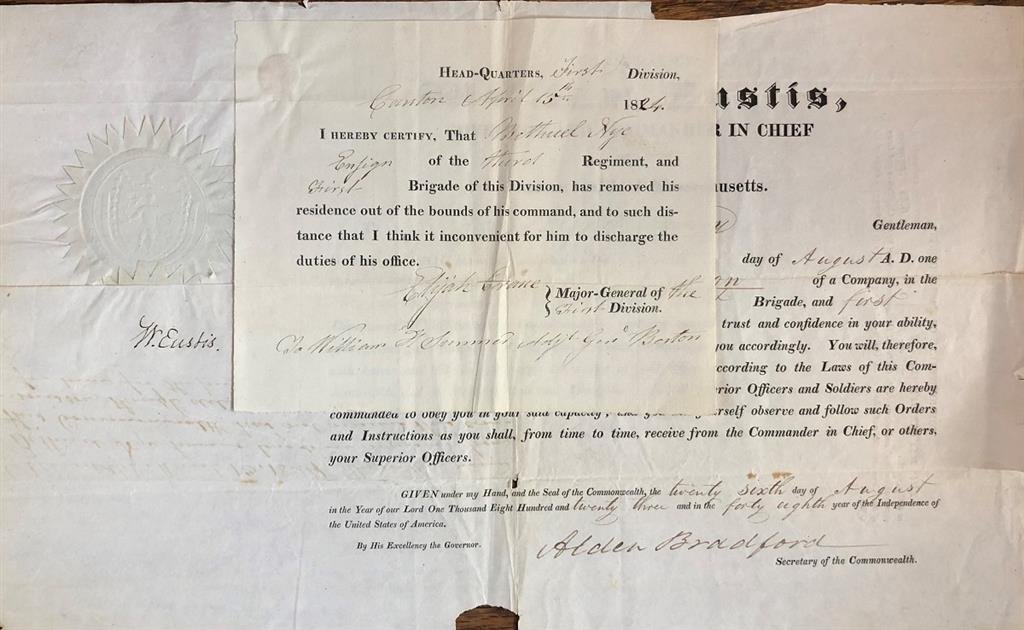 HEAD-QUARTERS, First Division,
Canton April 15th 1824.
I HEREBY CERTIFY, That Bethuel Nye
Ensign of the third Regiment, and
First Brigade of this Division, has removed his
residence out of the bounds of his command, and to such dis-
tance that I think it inconvenient for him to discharge the
duties of his office.
Elijah Crane } Major-General of the
First Division.
To William H. Sumner Adjt Genl Boston
ustis,
R IN CHIEF
usetts.
Gentleman,
day of August A. D. one
of a Company, in the
Brigade, and first
trust and confidence in your ability,
you accordingly. You will, therefore,
ccording to the Laws of this Com-
rior Officers and Soldiers are hereby
commanded to obey you in your said capacity; and you rself observe and follow such Orders
and Instructions as you shall, from time to time, receive from the Commander in Chief, or others,
your Superior Officers.
W. Eustis.
GIVEN under my Hand, and the Seal of the Commonwealth, the twenty sixth day of August
in the Year of our Lord One Thousand Eight Hundred and twenty three and in the forty eighth year of the Independence of
the United States of America.
By His Excellency the Governor.
Alden Bradford
Secretary of the Commonwealth.